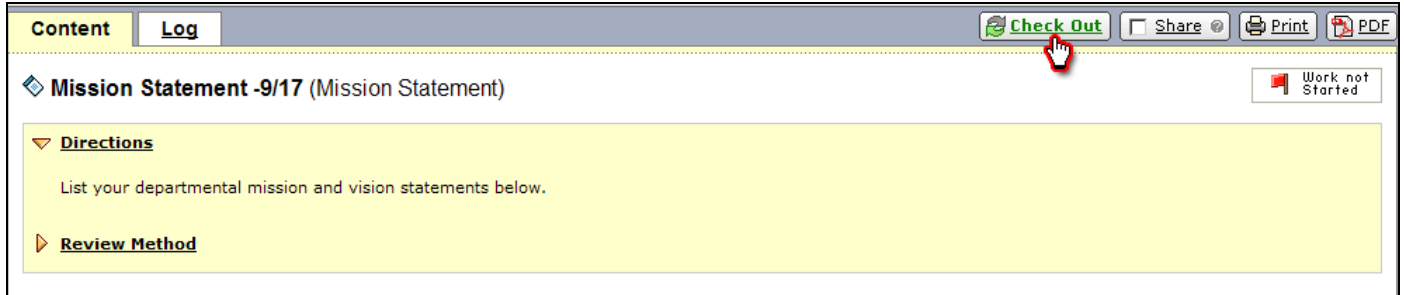 Content Log Check Out Share Print PDF
Mission Statement -9/17 (Mission Statement)
Work not
Started
Directions
List your departmental mission and vision statements below.
Review Method